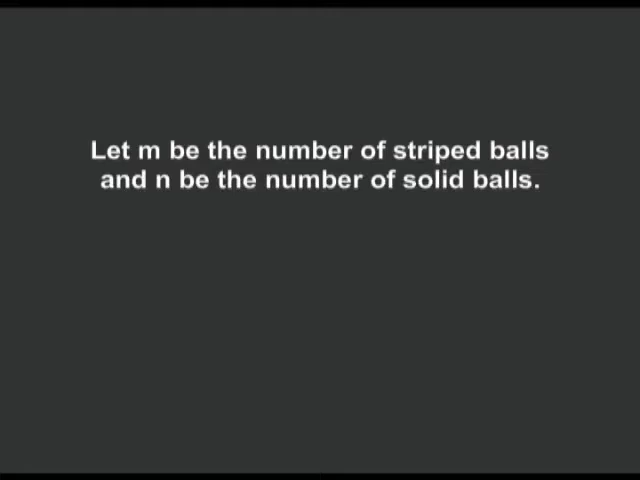 Let m be the number of striped balls
and n be the number of solid balls.